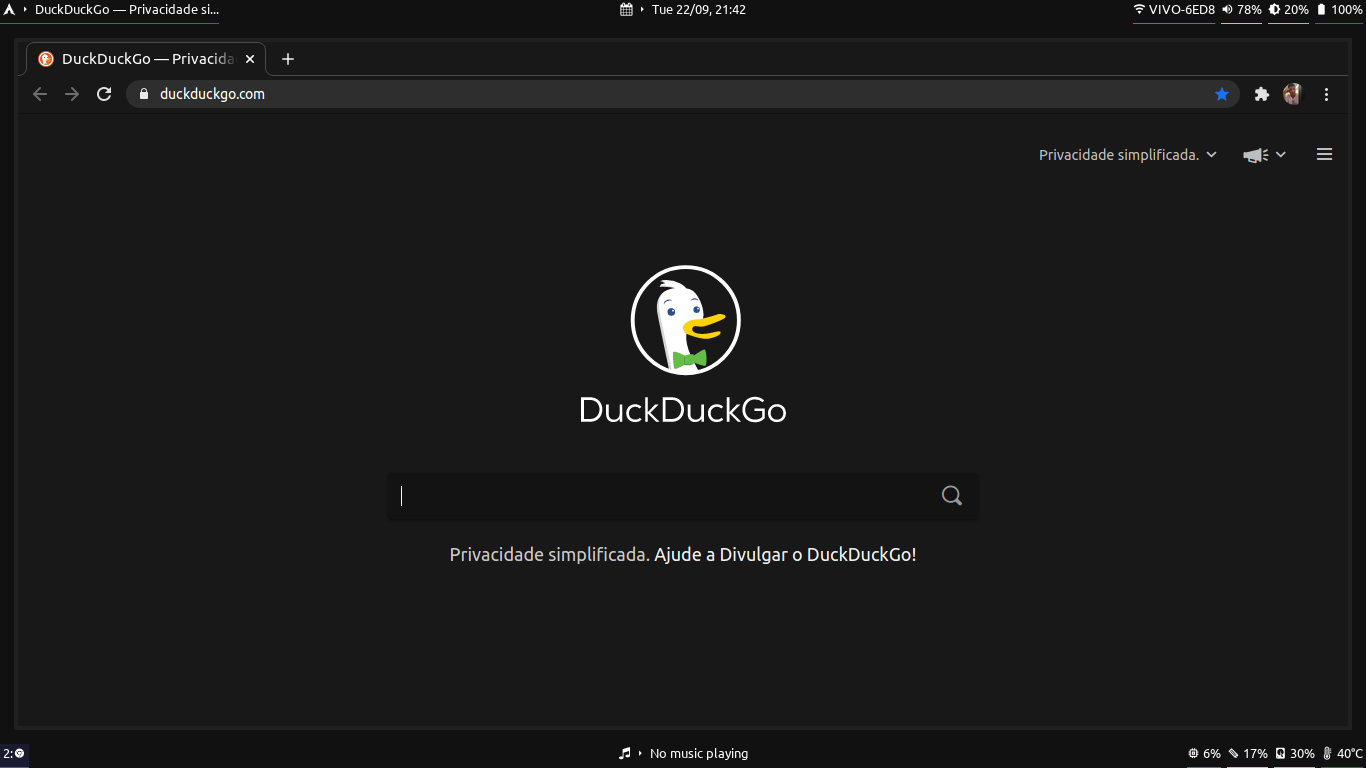 DuckDuckGo — Privacidade si...
Tue 22/09, 21:42
VIVO-6ED8 78% 20% 100%
DuckDuckGo — Privacida
duckduckgo.com
Privacidade simplificada.
DuckDuckGo
Privacidade simplificada. Ajude a Divulgar o DuckDuckGo!
2:
No music playing
6% 17% 30% 40°C